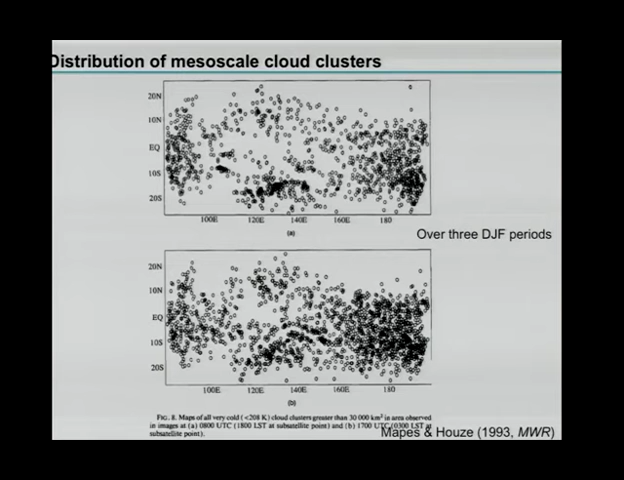 Distribution of mesoscale cloud clusters
20N
10N
EQ
10S
20S
100E 120E 140E 160E 180
(a)
Over three DJF periods
20N
10N
EQ
10S
20S
100E 120E 140E 160E 180
(b)
FIG. 8. Maps of all very cold (<208 K) cloud clusters greater than 30 000 km² in area observed
in images at (a) 0800 UTC (1800 LST at subsatellite point) and (b) 1700 UTC (0300 LST at
subsatellite point).
Mapes & Houze (1993, MWR)